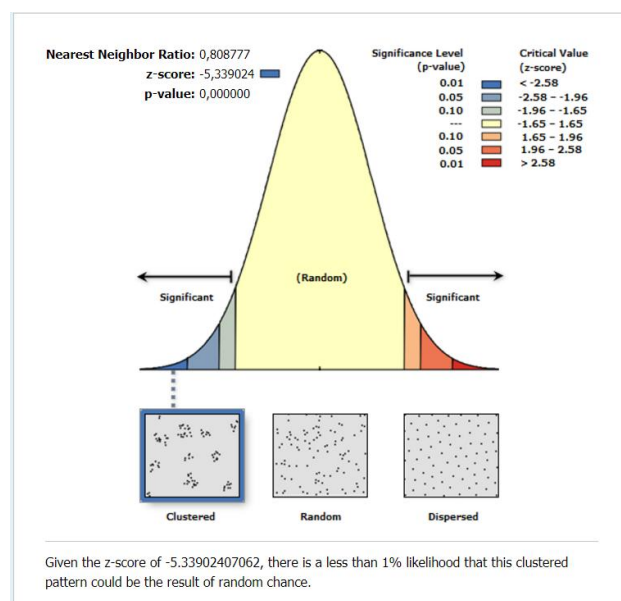 Nearest Neighbor Ratio: 0,808777
z-score: -5,339024
p-value: 0,000000
Significance Level
(p-value)
Critical Value
(z-score)
0.01 < -2.58
0.05 -2.58 - -1.96
0.10 -1.96 - -1.65
--- -1.65 - 1.65
0.10 1.65 - 1.96
0.05 1.96 - 2.58
0.01 > 2.58
(Random)
Significant
Significant
Clustered
Random
Dispersed
Given the z-score of -5.33902407062, there is a less than 1% likelihood that this clustered
pattern could be the result of random chance.